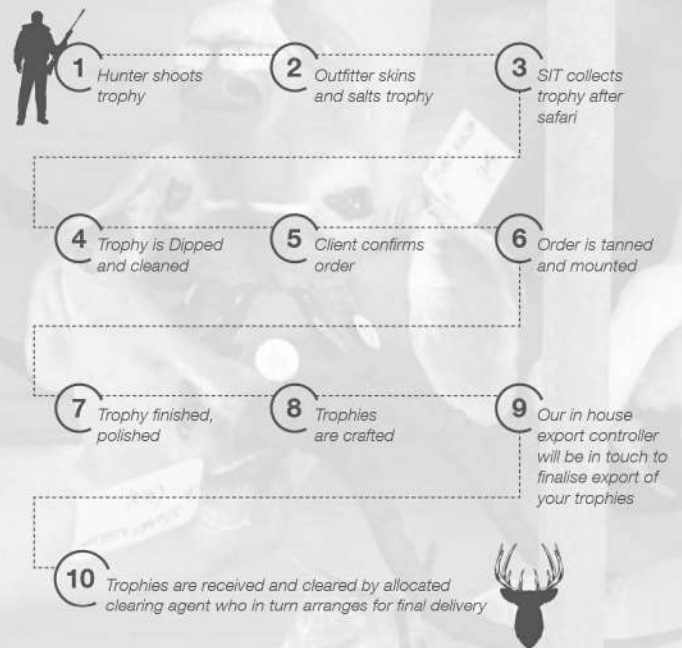 1 Hunter shoots
trophy
2 Outfitter skins
and salts trophy
3 SIT collects
trophy after
safari
4 Trophy is Dipped
and cleaned
5 Client confirms
order
6 Order is tanned
and mounted
7 Trophy finished,
polished
8 Trophies
are crafted
9 Our in house
export controller
will be in touch to
finalise export of
your trophies
10 Trophies are received and cleared by allocated
clearing agent who in turn arranges for final delivery